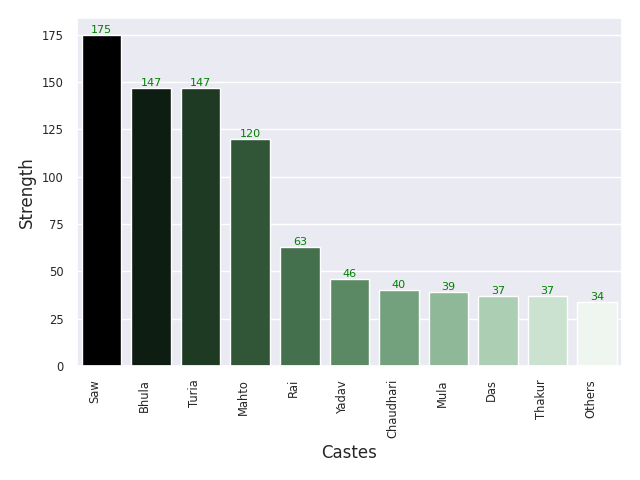 175
147
147
120
63
46
40
39
37
37
34
175
150
125
100
75
50
25
0
Strength
Saw
Bhula
Turia
Mahto
Rai
Yadav
Chaudhari
Mula
Das
Thakur
Others
Castes